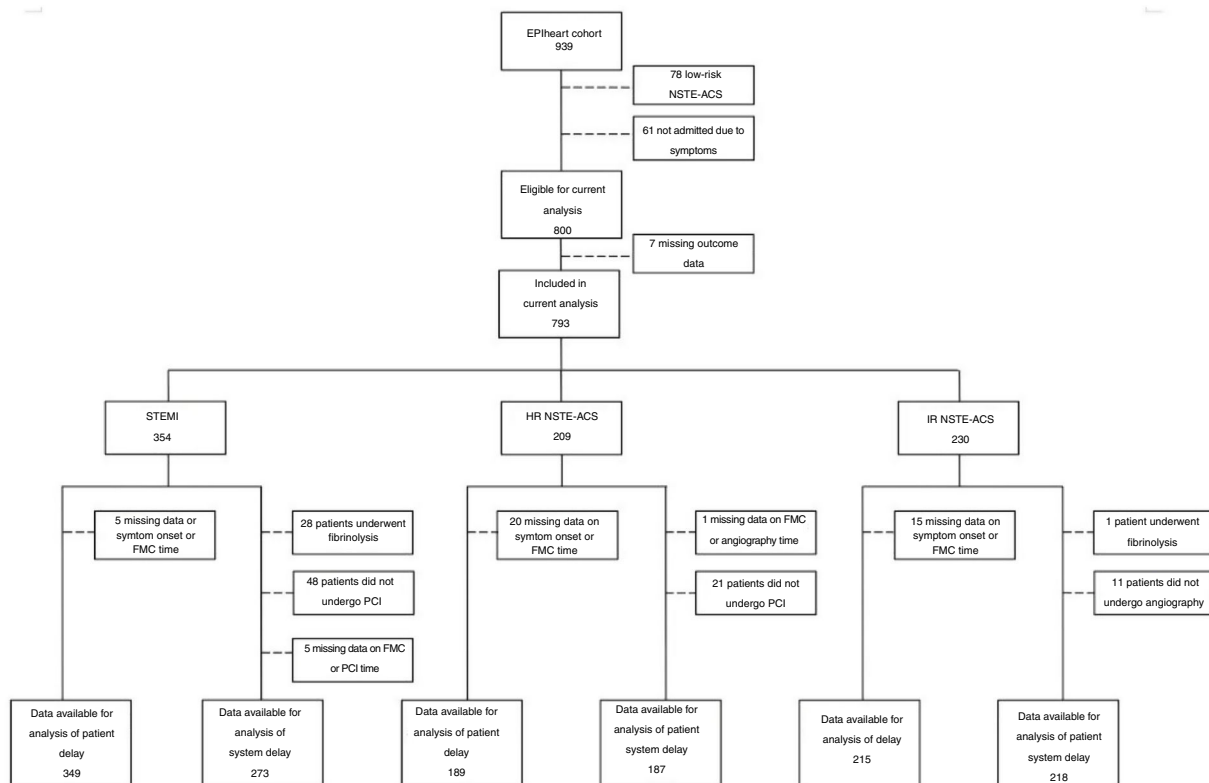 EPIheart cohort
939
78 low-risk
NSTE-ACS
61 not admitted due to
symptoms
Eligible for current
analysis
800
7 missing outcome
data
Included in
current analysis
793
STEMI
354
HR NSTE-ACS
209
IR NSTE-ACS
230
5 missing data or
symtom onset or
FMC time
28 patients underwent
fibrinolysis
48 patients did not
undergo PCI
5 missing data on FMC
or PCI time
20 missing data on
symtom onset or
FMC time
1 missing data on FMC
or angiography time
21 patients did not
undergo PCI
15 missing data on
symptom onset or
FMC time
1 patient underwent
fibrinolysis
11 patients did not
undergo angiography
Data available for
analysis of patient
delay
349
Data available for
analysis of
system delay
273
Data available for
analysis of patient
delay
189
Data available for
analysis of patient
system delay
187
Data available for
analysis of delay
215
Data available for
analysis of patient
system delay
218